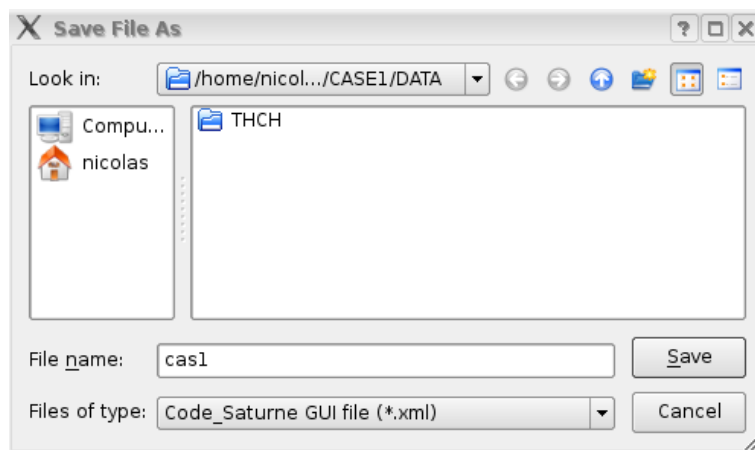 Save File As
Look in: /home/nicol.../CASE1/DATA
Compu...
nicolas
THCH
File name: cas1
Save
Files of type: Code_Saturne GUI file (*.xml)
Cancel